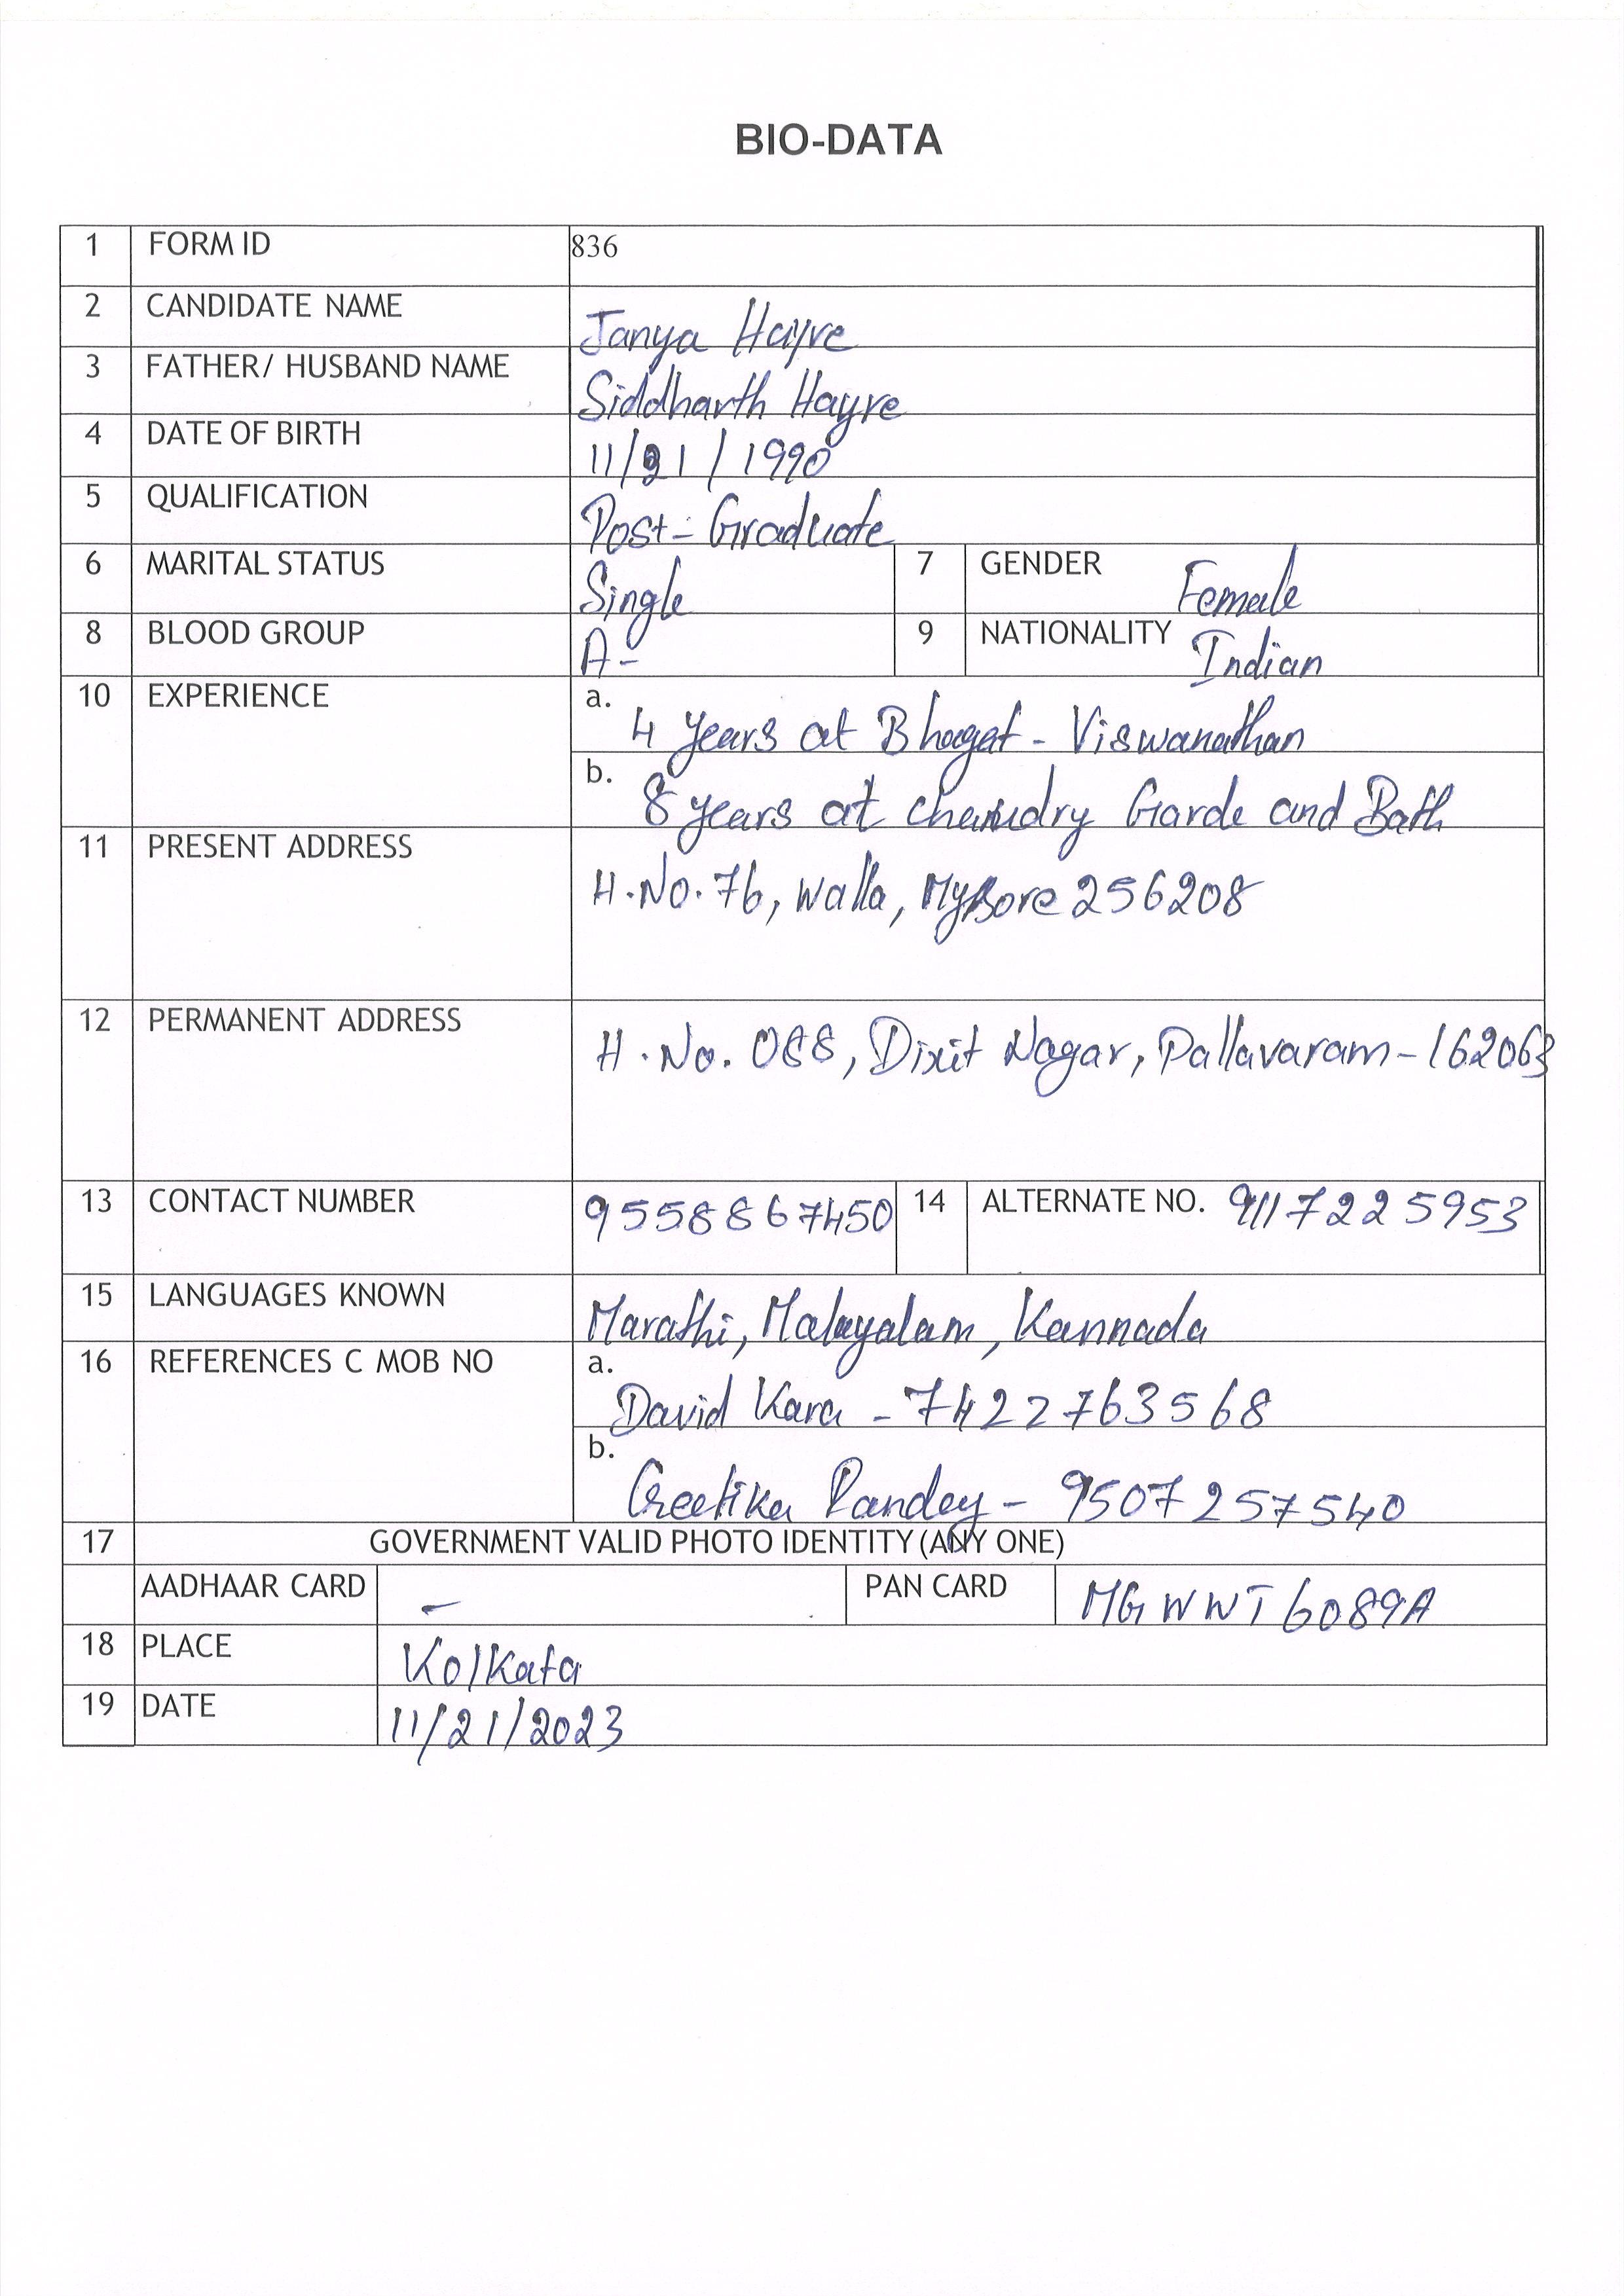 BIO-DATA
1 FORM ID 836
2 CANDIDATE NAME Tanya Hayre
3 FATHER/ HUSBAND NAME Siddharth Hayre
4 DATE OF BIRTH 11/21/1990
5 QUALIFICATION Post-Graduate
6 MARITAL STATUS Single 7 GENDER Female
8 BLOOD GROUP A- 9 NATIONALITY Indian
10 EXPERIENCE a. 4 Years at Bhagat-Viswanathan
b. 8 years at chaudry Garde and Bath
11 PRESENT ADDRESS H.No.76, Walla, Mysore 256208
12 PERMANENT ADDRESS H.No. 088, Dixit Nagar, Pallavaram-162063
13 CONTACT NUMBER 9558867450 14 ALTERNATE NO. 9117225953
15 LANGUAGES KNOWN Marathi, Malayalam, Kannada
16 REFERENCES C MOB NO a. David Kara - 7422763568
b. Geetika Pandey - 9507257540
17 GOVERNMENT VALID PHOTO IDENTITY (ANY ONE)
AADHAAR CARD - PAN CARD MGWWT6089A
18 PLACE Kolkata
19 DATE 11/21/2023